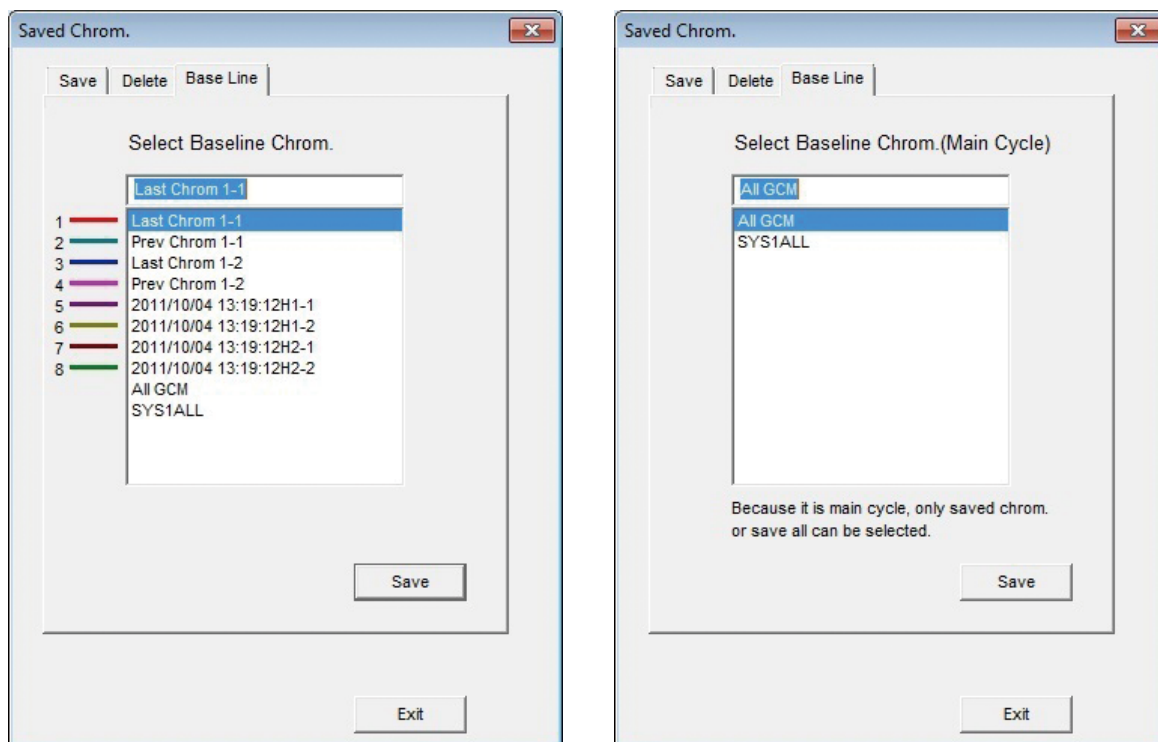 Saved Chrom.
Save Delete Base Line
Select Baseline Chrom.
Last Chrom 1-1
1 Last Chrom 1-1
2 Prev Chrom 1-1
3 Last Chrom 1-2
4 Prev Chrom 1-2
5 2011/10/04 13:19:12H1-1
6 2011/10/04 13:19:12H1-2
7 2011/10/04 13:19:12H2-1
8 2011/10/04 13:19:12H2-2
All GCM
SYS1ALL
Save
Exit
Saved Chrom.
Save Delete Base Line
Select Baseline Chrom.(Main Cycle)
All GCM
All GCM
SYS1ALL
Because it is main cycle, only saved chrom.
or save all can be selected.
Save
Exit